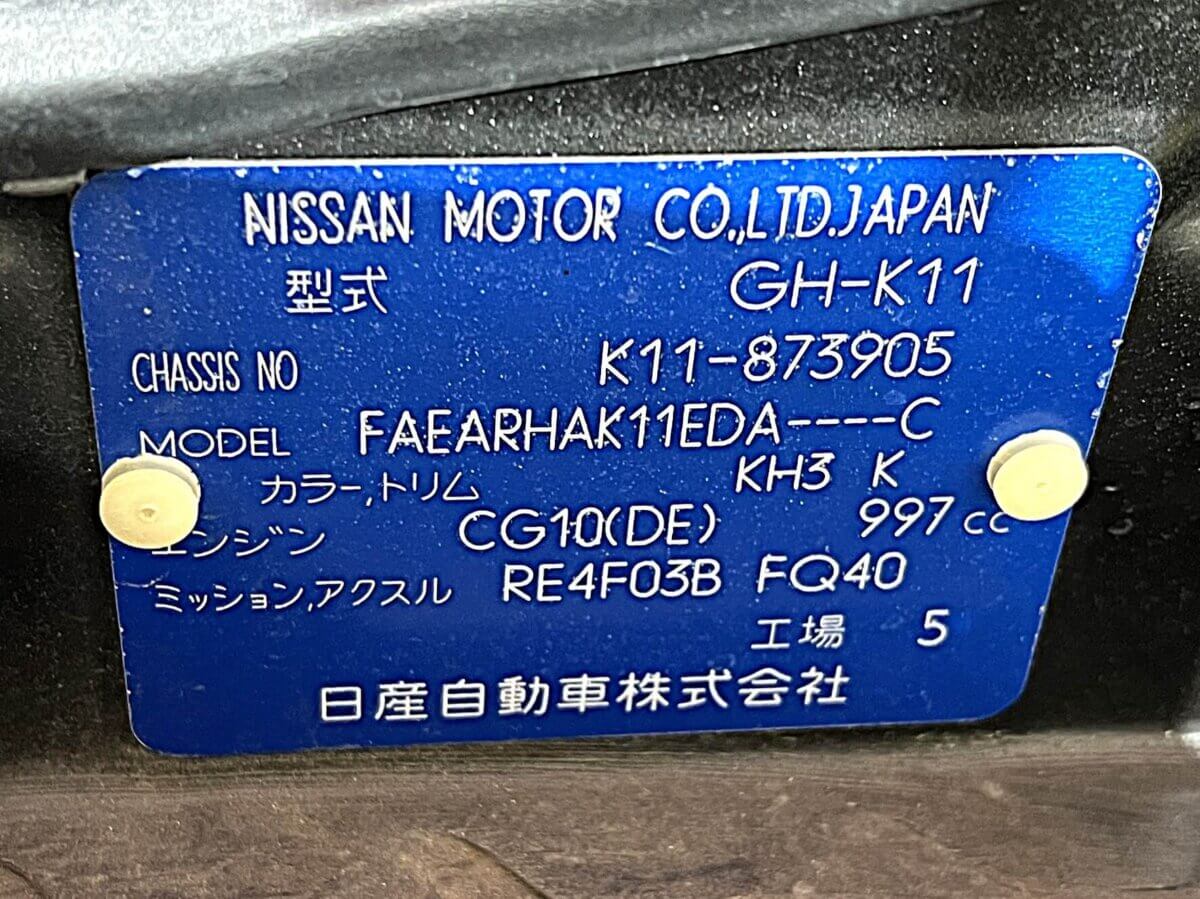 NISSAN MOTOR CO.,LTD.JAPAN
型式 GH-K11
CHASSIS NO K11-873905
MODEL FAEARHAK11EDA----C
カラー,トリム KH3 K
エンジン CG10(DE) 997 cc
ミッション,アクスル RE4F03B FQ40
工場 5
日産自動車株式会社